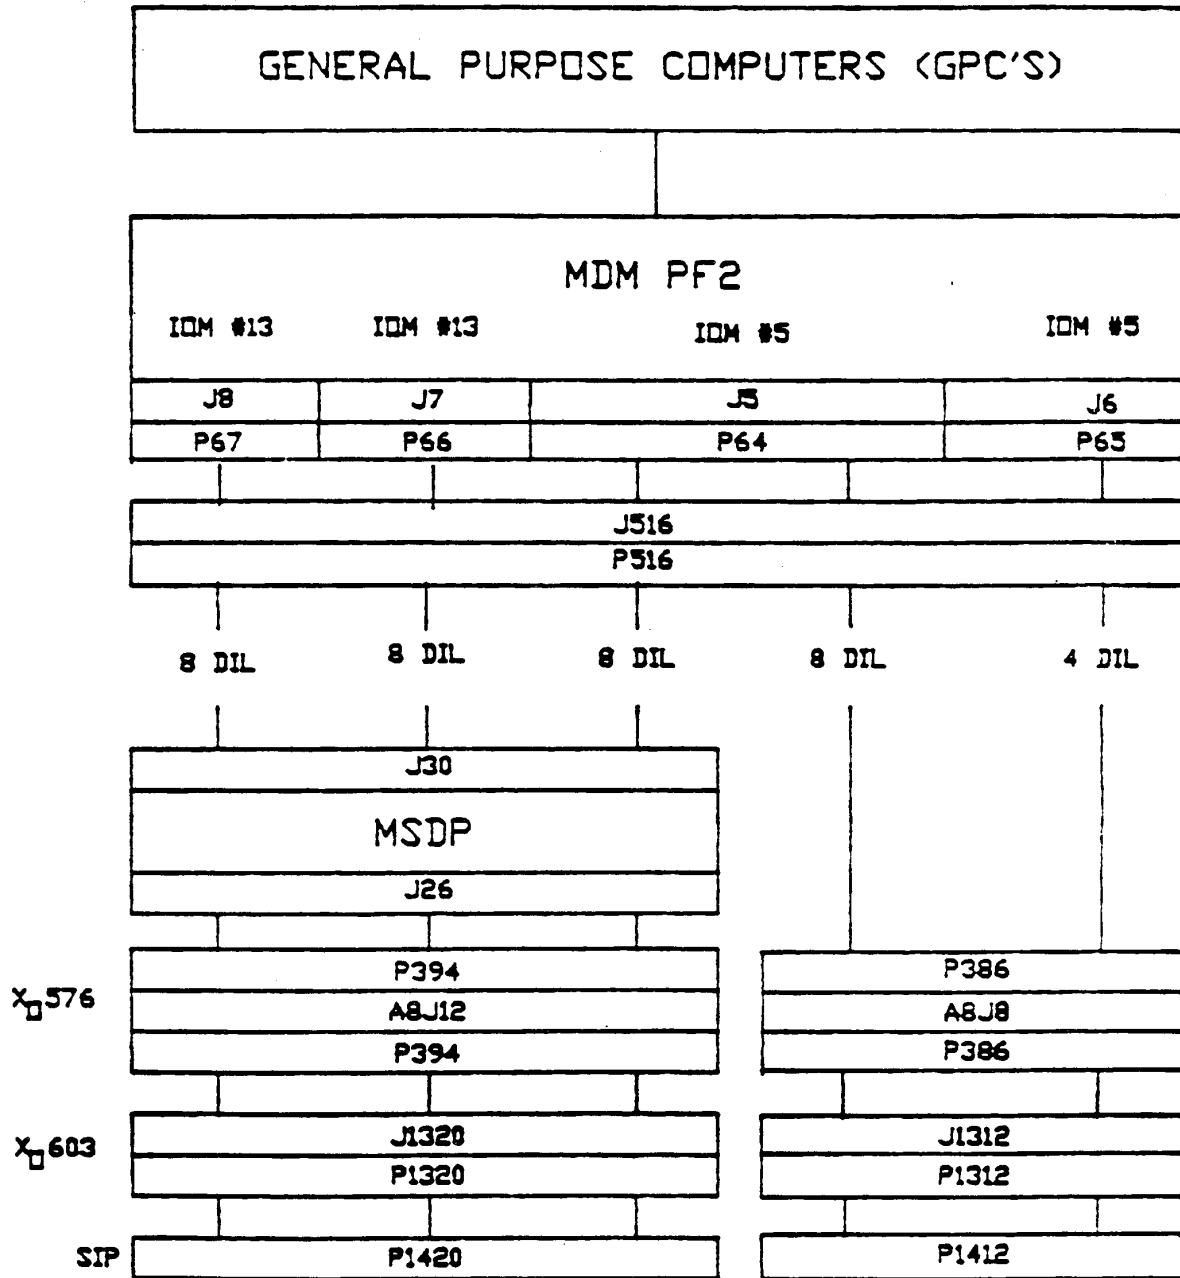 GENERAL PURPOSE COMPUTERS (GPC'S)
MDM PF2
IOM #13 IOM #13 IOM #5 IOM #5
J8 J7 J5 J6
P67 P66 P64 P65
J516
P516
8 DIL 8 DIL 8 DIL 8 DIL 4 DIL
J30
MSDP
J26
P394 P386
X₀576 A8J12 A8J8
P394 P386
X₀603 J1320 J1312
P1320 P1312
SIP P1420 P1412